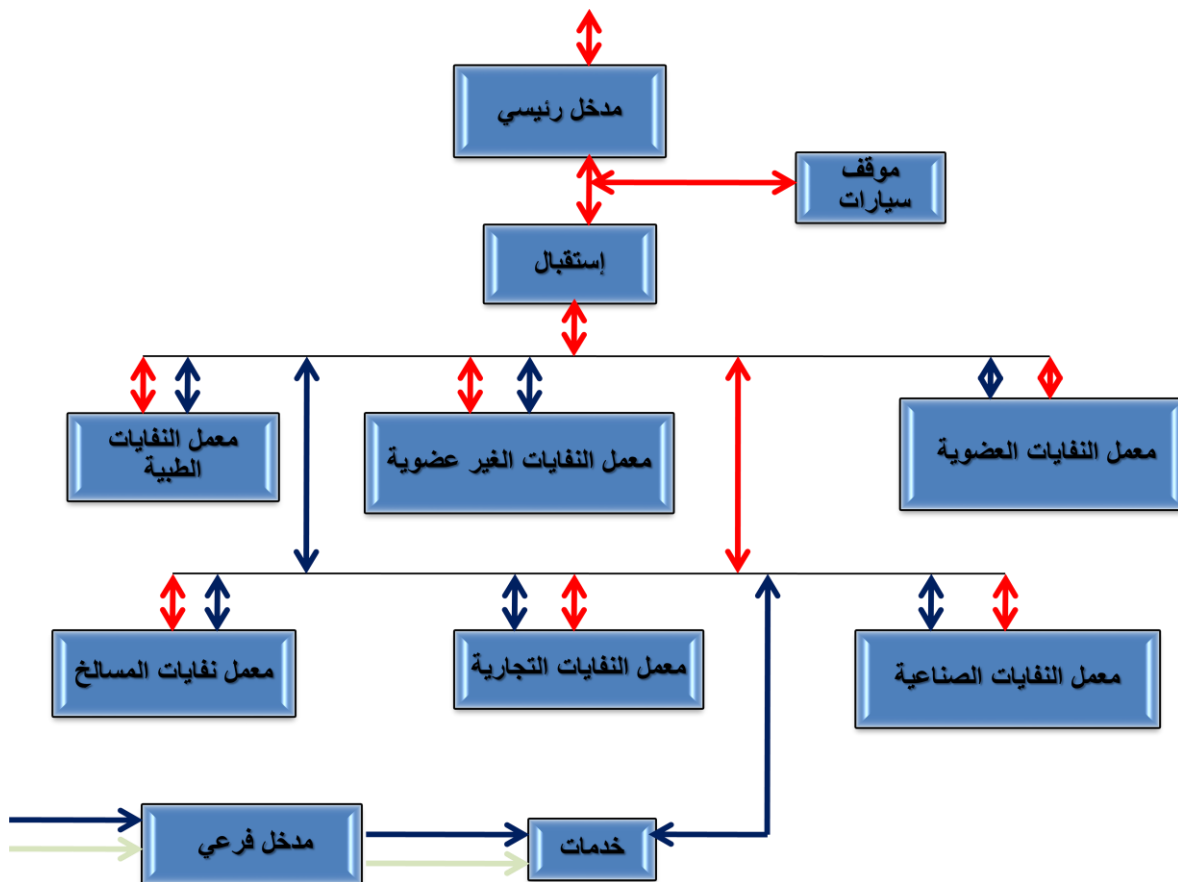 مدخل رئيسي
موقف
سيارات
إستقبال
معمل النفايات العضوية
معمل النفايات الغير عضوية
معمل النفايات
الطبية
معمل النفايات الصناعية
معمل النفايات التجارية
معمل نفايات المسالخ
خدمات
مدخل فرعي